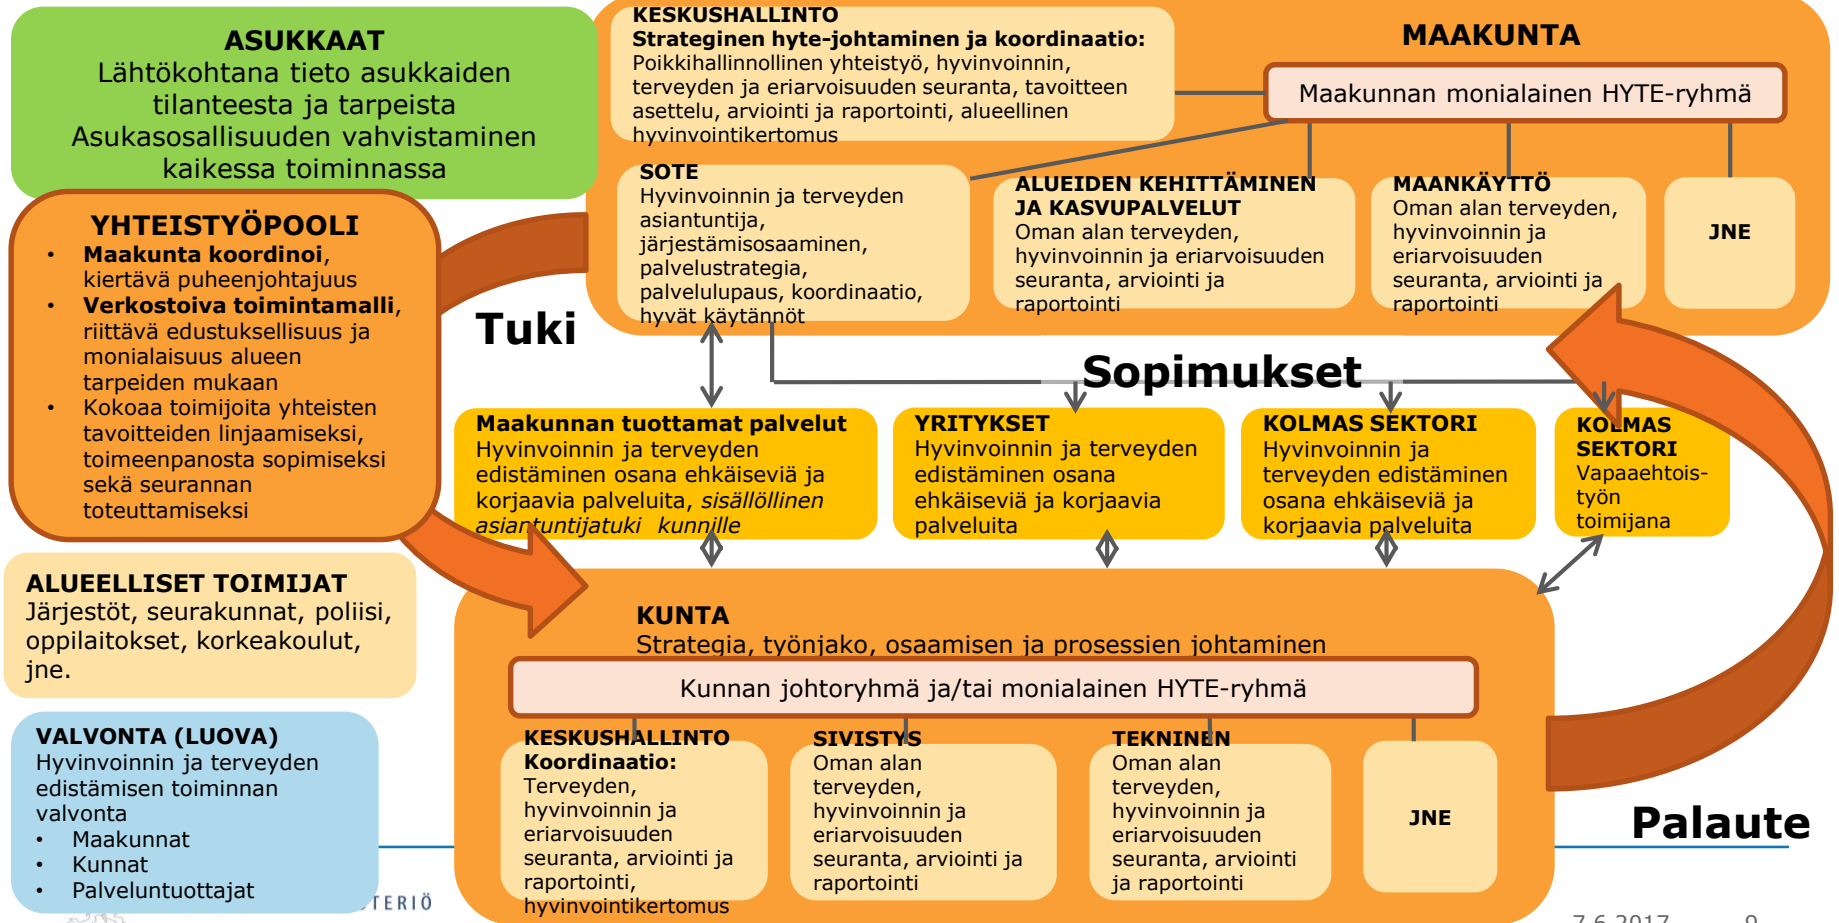 ASUKKAAT
Lähtökohtana tieto asukkaiden
tilanteesta ja tarpeista
Asukasosallisuuden vahvistaminen
kaikessa toiminnassa
KESKUSHALLINTO
Strateginen hyte-johtaminen ja koordinaatio:
Poikkihallinnollinen yhteistyö, hyvinvoinnin,
terveyden ja eriarvoisuuden seuranta, tavoitteen
asettelu, arviointi ja raportointi, alueellinen
hyvinvointikertomus
MAAKUNTA
Maakunnan monialainen HYTE-ryhmä
SOTE
Hyvinvoinnin ja terveyden
asiantuntija,
järjestämisosaaminen,
palvelustrategia,
palvelulupaus, koordinaatio,
hyvät käytännöt
ALUEIDEN KEHITTÄMINEN
JA KASVUPALVELUT
Oman alan terveyden,
hyvinvoinnin ja eriarvoisuuden
seuranta, arviointi ja
raportointi
MAANKÄYTTÖ
Oman alan terveyden,
hyvinvoinnin ja
eriarvoisuuden
seuranta, arviointi ja
raportointi
JNE
YHTEISTYÖPOOLI
• Maakunta koordinoi,
kiertävä puheenjohtajuus
• Verkostoiva toimintamalli,
riittävä edustuksellisuus ja
monialaisuus alueen
tarpeiden mukaan
• Kokoaa toimijoita yhteisten
tavoitteiden linjaamiseksi,
toimeenpanosta sopimiseksi
sekä seurannan
toteuttamiseksi
Tuki
Sopimukset
Maakunnan tuottamat palvelut
Hyvinvoinnin ja terveyden
edistäminen osana ehkäiseviä ja
korjaavia palveluita, sisällöllinen
asiantuntijatuki kunnille
YRITYKSET
Hyvinvoinnin ja terveyden
edistäminen osana
ehkäiseviä ja korjaavia
palveluita
KOLMAS SEKTORI
Hyvinvoinnin ja
terveyden edistäminen
osana ehkäiseviä ja
korjaavia palveluita
KOLMAS
SEKTORI
Vapaaehtois-
työn
toimijana
ALUEELLISET TOIMIJAT
Järjestöt, seurakunnat, poliisi,
oppilaitokset, korkeakoulut,
jne.
KUNTA
Strategia, työnjako, osaamisen ja prosessien johtaminen
Kunnan johtoryhmä ja/tai monialainen HYTE-ryhmä
KESKUSHALLINTO
Koordinaatio:
Terveyden,
hyvinvoinnin ja
eriarvoisuuden
seuranta, arviointi ja
raportointi,
hyvinvointikertomus
SIVISTYS
Oman alan
terveyden,
hyvinvoinnin ja
eriarvoisuuden
seuranta, arviointi ja
raportointi
TEKNINEN
Oman alan
terveyden,
hyvinvoinnin ja
eriarvoisuuden
seuranta, arviointi
ja raportointi
JNE
VALVONTA (LUOVA)
Hyvinvoinnin ja terveyden
edistämisen toiminnan
valvonta
• Maakunnat
• Kunnat
• Palveluntuottajat
Palaute
7.6.2017
9